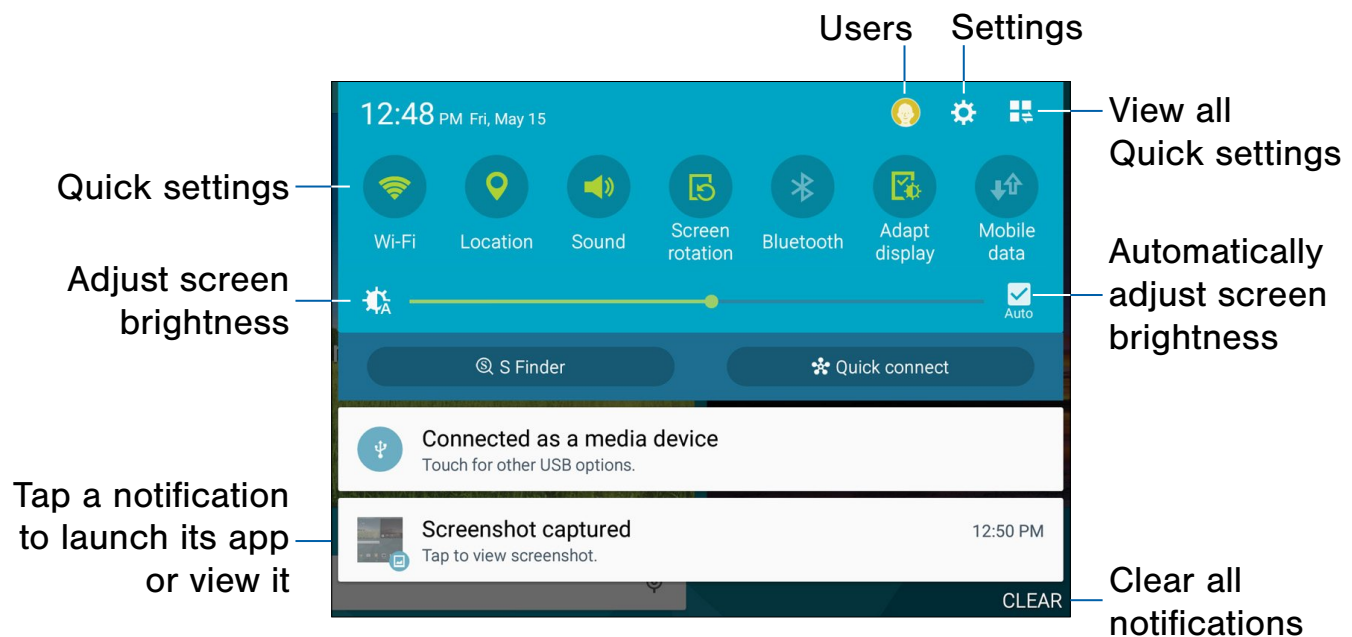 Users
Settings
12:48 PM Fri, May 15
View all
Quick settings
Quick settings
Wi-Fi
Location
Sound
Screen
rotation
Bluetooth
Adapt
display
Mobile
data
Adjust screen
brightness
A
Auto
Automatically
adjust screen
brightness
S Finder
Quick connect
Connected as a media device
Touch for other USB options.
Tap a notification
to launch its app
or view it
Screenshot captured
12:50 PM
Tap to view screenshot.
CLEAR
Clear all
notifications